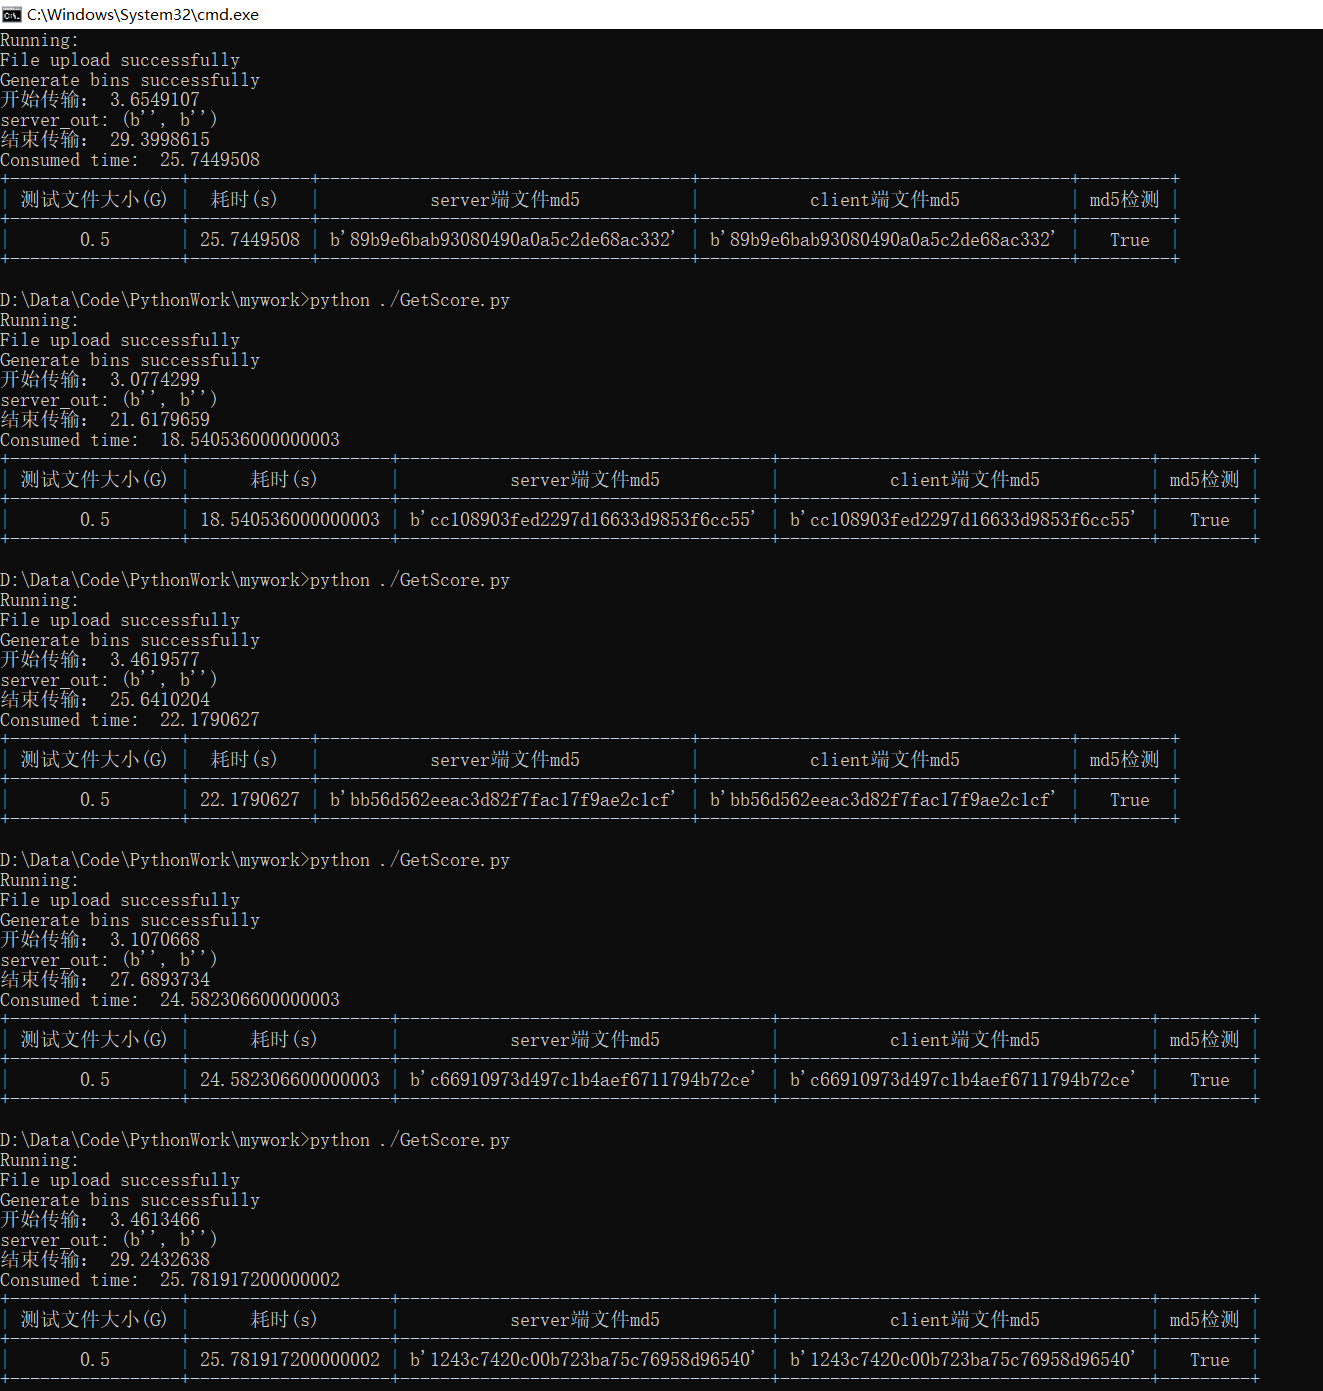 C:\Windows\System32\cmd.exe
Running:
File upload successfully
Generate bins successfully
开始传输： 3.6549107
server_out: (b'', b'')
结束传输： 29.3998615
Consumed time:  25.7449508
+-----------------+------------+-------------------------------------+-------------------------------------+---------+
| 测试文件大小(G) |  耗时(s)   |           server端文件md5           |           client端文件md5           | md5检测 |
+-----------------+------------+-------------------------------------+-------------------------------------+---------+
|       0.5       | 25.7449508 | b'89b9e6bab93080490a0a5c2de68ac332' | b'89b9e6bab93080490a0a5c2de68ac332' |   True  |
+-----------------+------------+-------------------------------------+-------------------------------------+---------+
D:\Data\Code\PythonWork\mywork>python ./GetScore.py
Running:
File upload successfully
Generate bins successfully
开始传输： 3.0774299
server_out: (b'', b'')
结束传输： 21.6179659
Consumed time:  18.540536000000003
+-----------------+--------------------+-------------------------------------+-------------------------------------+---------+
| 测试文件大小(G) |      耗时(s)       |           server端文件md5           |           client端文件md5           | md5检测 |
+-----------------+--------------------+-------------------------------------+-------------------------------------+---------+
|       0.5       | 18.540536000000003 | b'cc108903fed2297d16633d9853f6cc55' | b'cc108903fed2297d16633d9853f6cc55' |   True  |
+-----------------+--------------------+-------------------------------------+-------------------------------------+---------+
D:\Data\Code\PythonWork\mywork>python ./GetScore.py
Running:
File upload successfully
Generate bins successfully
开始传输： 3.4619577
server_out: (b'', b'')
结束传输： 25.6410204
Consumed time:  22.1790627
+-----------------+------------+-------------------------------------+-------------------------------------+---------+
| 测试文件大小(G) |  耗时(s)   |           server端文件md5           |           client端文件md5           | md5检测 |
+-----------------+------------+-------------------------------------+-------------------------------------+---------+
|       0.5       | 22.1790627 | b'bb56d562eeac3d82f7fac17f9ae2c1cf' | b'bb56d562eeac3d82f7fac17f9ae2c1cf' |   True  |
+-----------------+------------+-------------------------------------+-------------------------------------+---------+
D:\Data\Code\PythonWork\mywork>python ./GetScore.py
Running:
File upload successfully
Generate bins successfully
开始传输： 3.1070668
server_out: (b'', b'')
结束传输： 27.6893734
Consumed time:  24.582306600000003
+-----------------+--------------------+-------------------------------------+-------------------------------------+---------+
| 测试文件大小(G) |      耗时(s)       |           server端文件md5           |           client端文件md5           | md5检测 |
+-----------------+--------------------+-------------------------------------+-------------------------------------+---------+
|       0.5       | 24.582306600000003 | b'c66910973d497c1b4aef6711794b72ce' | b'c66910973d497c1b4aef6711794b72ce' |   True  |
+-----------------+--------------------+-------------------------------------+-------------------------------------+---------+
D:\Data\Code\PythonWork\mywork>python ./GetScore.py
Running:
File upload successfully
Generate bins successfully
开始传输： 3.4613466
server_out: (b'', b'')
结束传输： 29.2432638
Consumed time:  25.781917200000002
+-----------------+--------------------+-------------------------------------+-------------------------------------+---------+
| 测试文件大小(G) |      耗时(s)       |           server端文件md5           |           client端文件md5           | md5检测 |
+-----------------+--------------------+-------------------------------------+-------------------------------------+---------+
|       0.5       | 25.781917200000002 | b'1243c7420c00b723ba75c76958d96540' | b'1243c7420c00b723ba75c76958d96540' |   True  |
+-----------------+--------------------+-------------------------------------+-------------------------------------+---------+